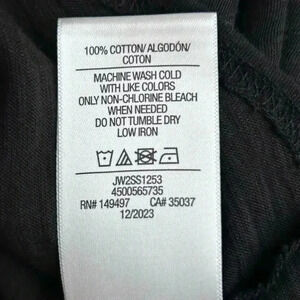 100% COTTON/ ALGODÓN/
COTON
MACHINE WASH COLD
WITH LIKE COLORS
ONLY NON-CHLORINE BLEACH
WHEN NEEDED
DO NOT TUMBLE DRY
LOW IRON
JW2SS1253
4500565735
RN# 149497 CA# 35037
12/2023